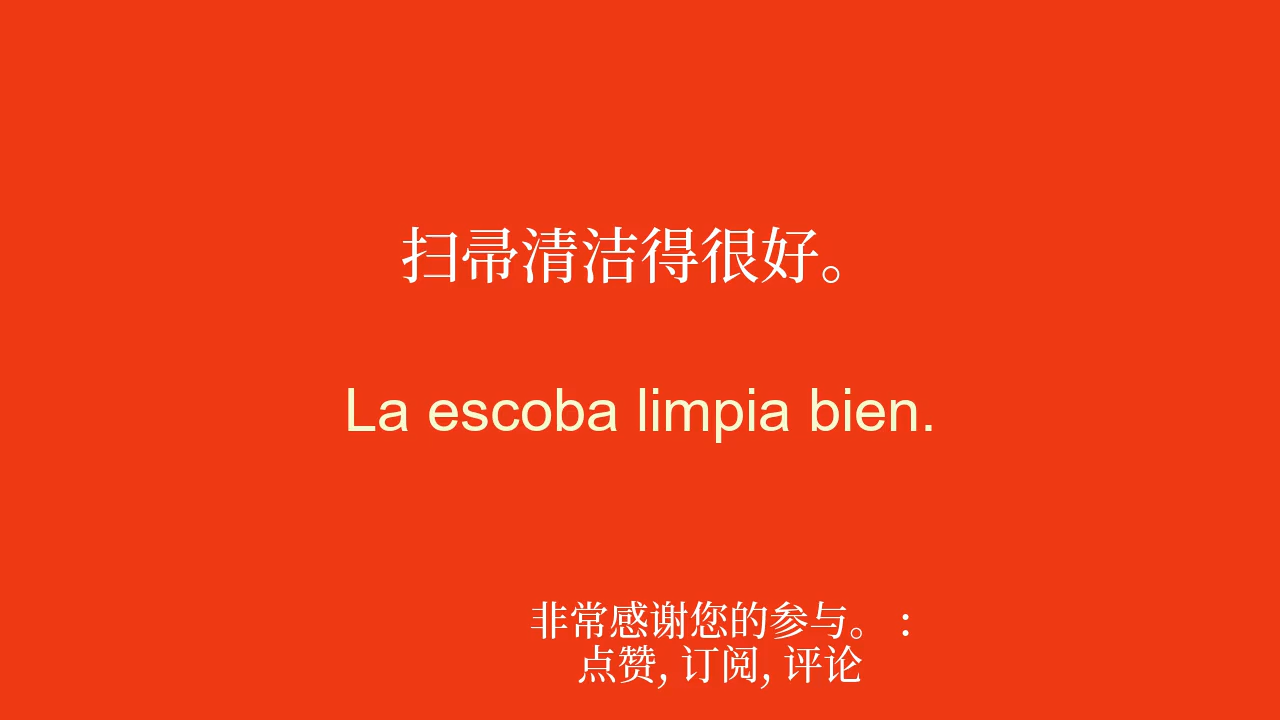 扫帚清洁得很好。
La escoba limpia bien.
非常感谢您的参与。 :
点赞, 订阅, 评论